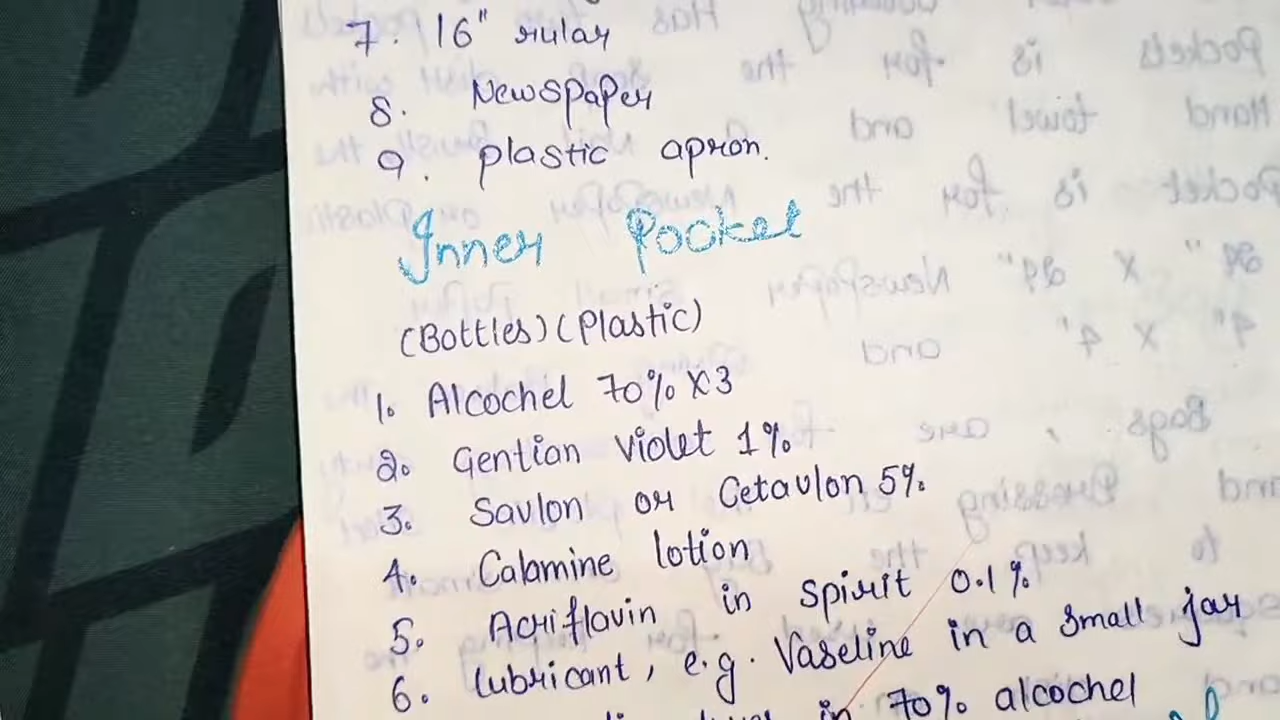 7. 16" rular
8. Newspaper
9. plastic apron.
Inner Pocket
(Bottles) (Plastic)
1. Alcochel 70% X3
2. Gentian Violet 1%
3. Savlon or Cetavlon 5%
4. Calamine lotion
5. Acriflavin in spirit 0.1%
6. lubricant, e.g. Vaseline in a small jar
in 70% alcochel